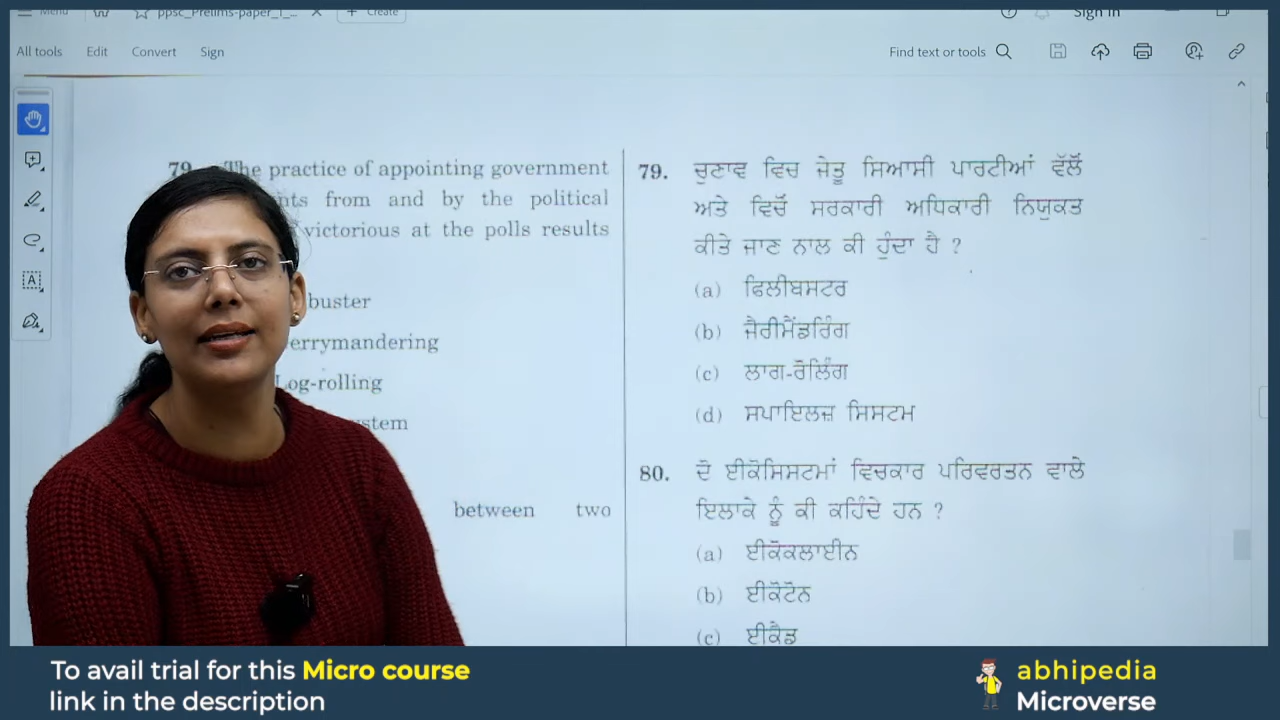 Menu
ppsc_Prelims-paper_1_...
+ Create
Sign in
All tools Edit Convert Sign
Find text or tools
79. The practice of appointing government
from and by the political
victorious at the polls results
buster
errymandering
Log-rolling
stem
between two
79. ਚੁਣਾਵ ਵਿਚ ਜੇਤੂ ਸਿਆਸੀ ਪਾਰਟੀਆਂ ਵੱਲੋਂ
ਅਤੇ ਵਿਚੋਂ ਸਰਕਾਰੀ ਅਧਿਕਾਰੀ ਨਿਯੁਕਤ
ਕੀਤੇ ਜਾਣ ਨਾਲ ਕੀ ਹੁੰਦਾ ਹੈ ?
(a) ਫਿਲੀਬਸਟਰ
(b) ਜੈਰੀਮੈਂਡਰਿੰਗ
(c) ਲਾਗ-ਰੋਲਿੰਗ
(d) ਸਪਾਇਲਜ਼ ਸਿਸਟਮ
80. ਦੋ ਈਕੋਸਿਸਟਮਾਂ ਵਿਚਕਾਰ ਪਰਿਵਰਤਨ ਵਾਲੇ
ਇਲਾਕੇ ਨੂੰ ਕੀ ਕਹਿੰਦੇ ਹਨ ?
(a) ਈਕੋਕਲਾਈਨ
(b) ਈਕੋਟੋਨ
(c) ਈਕੈਡ
To avail trial for this Micro course
link in the description
abhipedia
Microverse